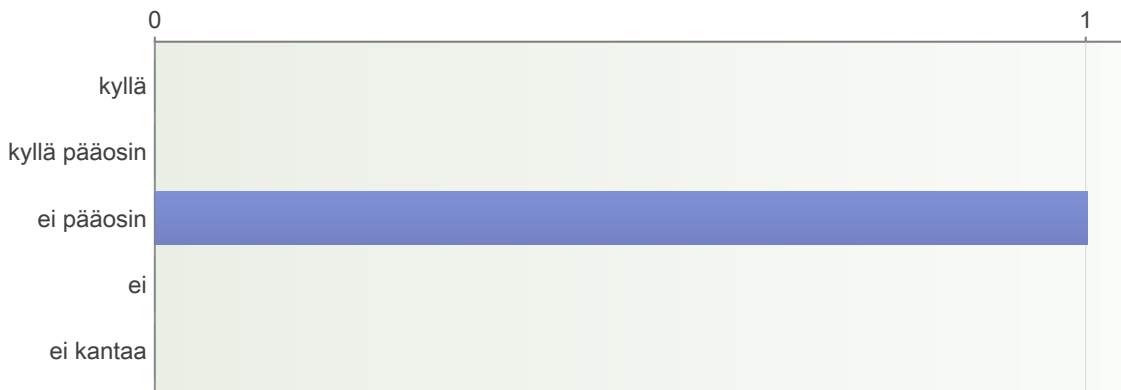 0 1
kyllä
kyllä pääosin
ei pääosin
ei
ei kantaa